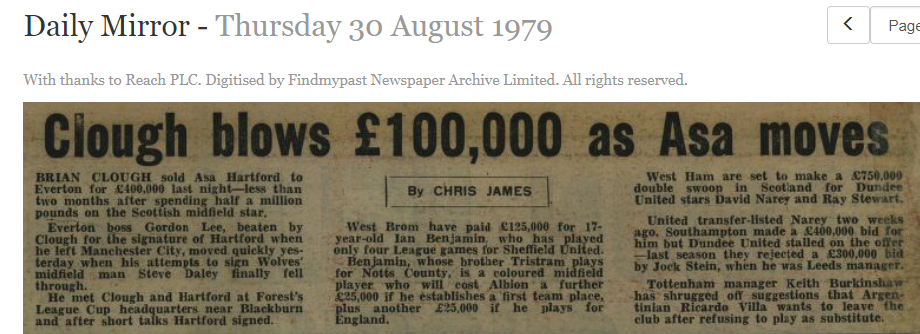 Daily Mirror - Thursday 30 August 1979
Page
With thanks to Reach PLC. Digitised by Findmypast Newspaper Archive Limited. All rights reserved.
Clough blows £100,000 as Asa moves
BRIAN CLOUGH sold Asa Hartford to
Everton for £400,000 last night—less than
two months after spending half a million
pounds on the Scottish midfield star.
Everton boss Gordon Lee, beaten by
Clough for the signature of Hartford when
he left Manchester City, moved quickly yes-
terday when his attempts to sign Wolves'
midfield man Steve Daley finally fell
through.
He met Clough and Hartford at Forest's
League Cup headquarters near Blackburn
and after short talks Hartford signed.
By CHRIS JAMES
West Brom have paid £125,000 for 17-
year-old Ian Benjamin, who has played
only four League games for Sheffield United.
Benjamin, whose brother Tristram plays
for Notts County, is a coloured midfield
player who will cost Albion a further
£25,000 if he establishes a first team place,
plus another £25,000 if he plays for
England.
West Ham are set to make a £750,000
double swoop in Scotland for Dundee
United stars David Narey and Ray Stewart.
United transfer-listed Narey two weeks
ago. Southampton made a £400,000 bid for
him but Dundee United stalled on the offer
—last season they rejected a £300,000 bid
by Jock Stein, when he was Leeds manager.
Tottenham manager Keith Burkinshaw
has shrugged off suggestions that Argen-
tinian Ricardo Villa wants to leave the
club after refusing to play as substitute.